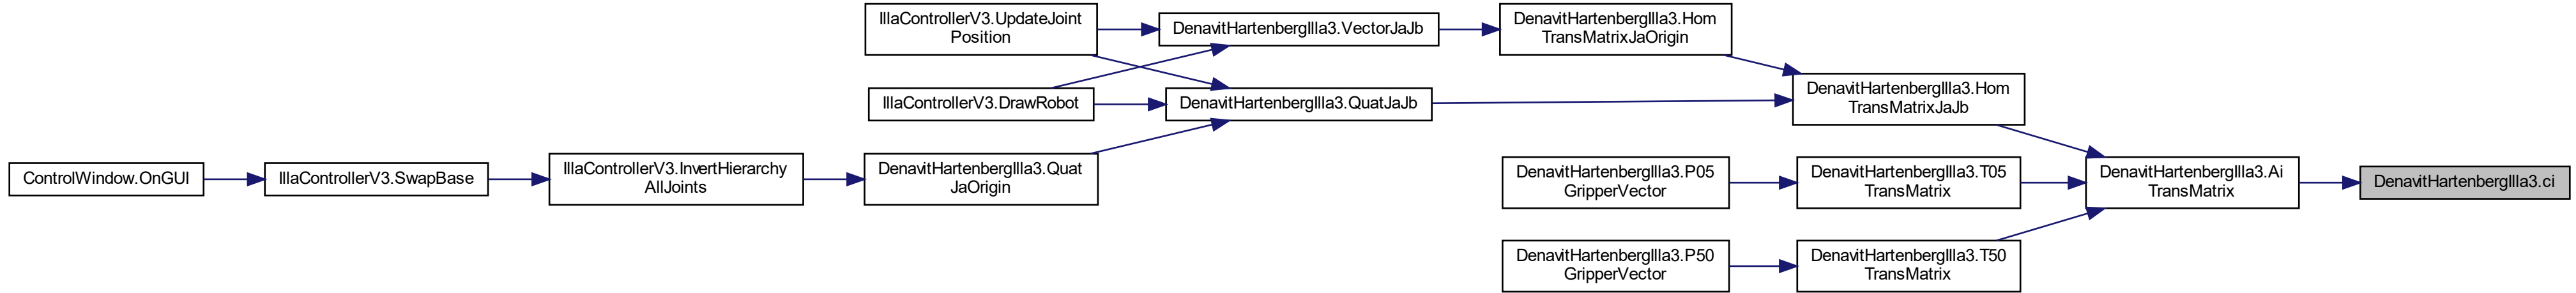 IllaControllerV3.UpdateJoint
Position
DenavitHartenbergIlla3.VectorJaJb
DenavitHartenbergIlla3.Hom
TransMatrixJaOrigin
IllaControllerV3.DrawRobot
DenavitHartenbergIlla3.QuatJaJb
DenavitHartenbergIlla3.Hom
TransMatrixJaJb
ControlWindow.OnGUI
IllaControllerV3.SwapBase
IllaControllerV3.InvertHierarchy
AllJoints
DenavitHartenbergIlla3.Quat
JaOrigin
DenavitHartenbergIlla3.P05
GripperVector
DenavitHartenbergIlla3.T05
TransMatrix
DenavitHartenbergIlla3.Ai
TransMatrix
DenavitHartenbergIlla3.ci
DenavitHartenbergIlla3.P50
GripperVector
DenavitHartenbergIlla3.T50
TransMatrix